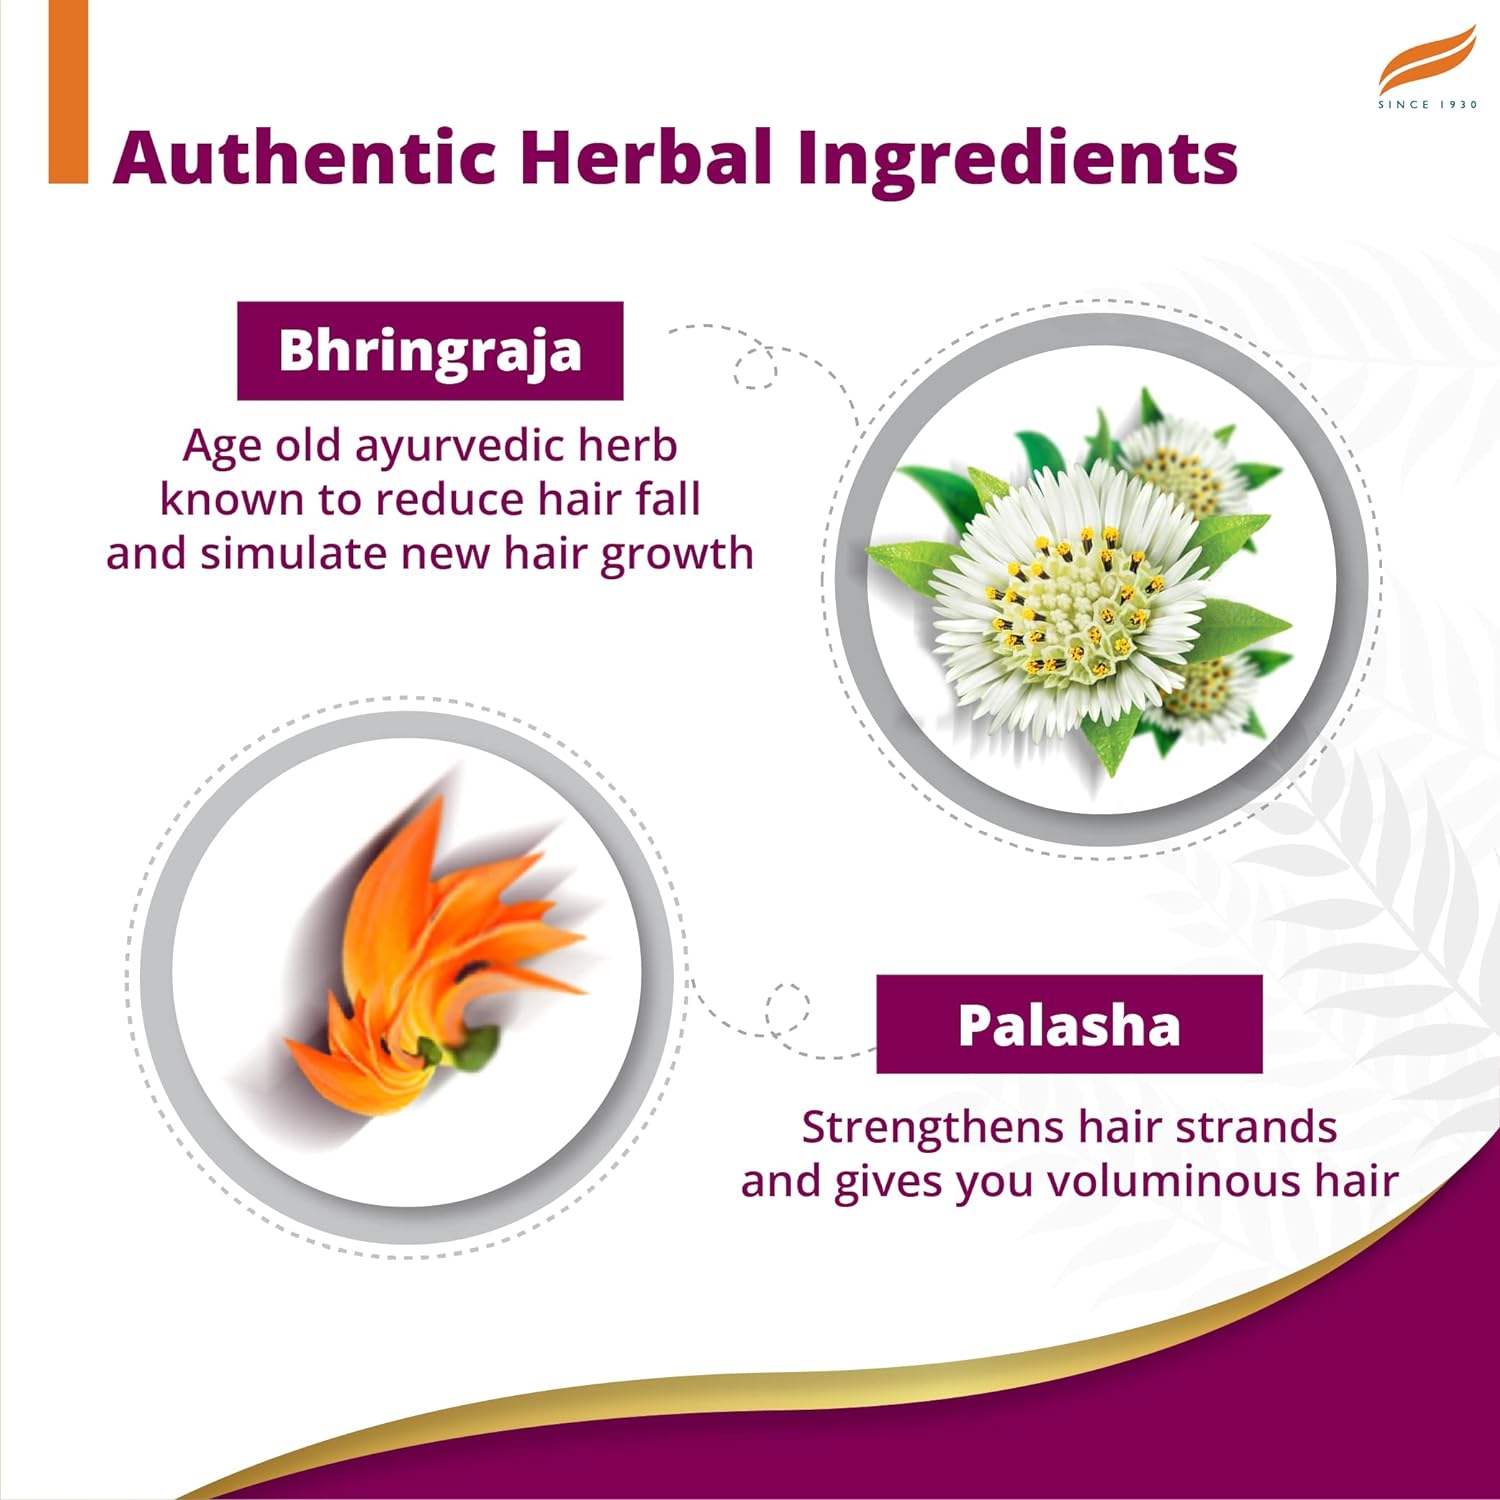 SINCE 1930
Authentic Herbal Ingredients
Bhringraja
Age old ayurvedic herb
known to reduce hair fall
and simulate new hair growth
Palasha
Strengthens hair strands
and gives you voluminous hair